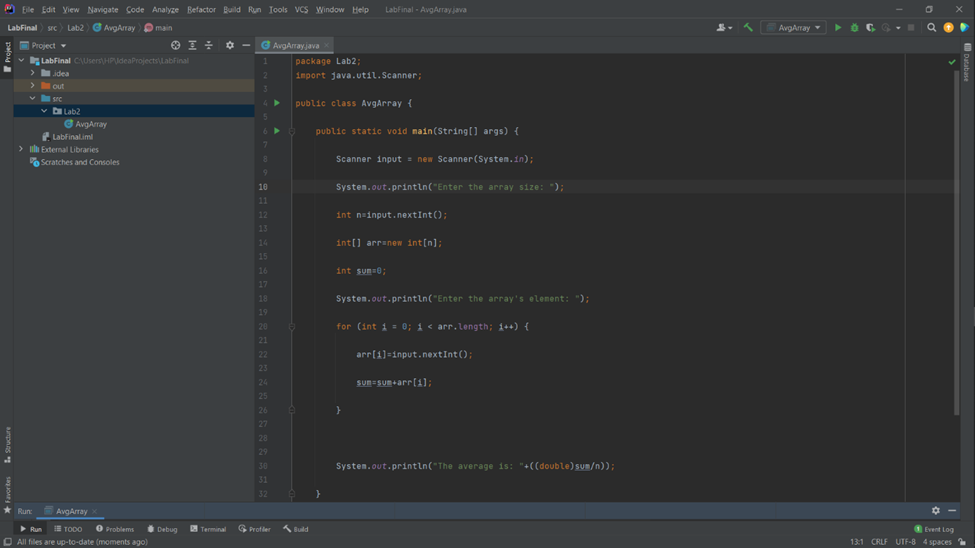 File Edit View Navigate Code Analyze Refactor Build Run Tools VCS Window Help LabFinal - AvgArray.java
LabFinal src Lab2 AvgArray main AvgArray
Project AvgArray.java
LabFinal C:\Users\HP\IdeaProjects\LabFinal
.idea
out
src
Lab2
AvgArray
LabFinal.iml
External Libraries
Scratches and Consoles
1 package Lab2;
2 import java.util.Scanner;
3
4 public class AvgArray {
5
6 public static void main(String[] args) {
7
8 Scanner input = new Scanner(System.in);
9
10 System.out.println("Enter the array size: ");
11
12 int n=input.nextInt();
13
14 int[] arr=new int[n];
15
16 int sum=0;
17
18 System.out.println("Enter the array's element: ");
19
20 for (int i = 0; i < arr.length; i++) {
21
22 arr[i]=input.nextInt();
23
24 sum=sum+arr[i];
25
26 }
27
28
29
30 System.out.println("The average is: "+((double)sum/n));
31
32 }
Project
Structure
Favorites
Database
Run: AvgArray
Run TODO Problems Debug Terminal Profiler Build 1 Event Log
All files are up-to-date (moments ago) 13:1 CRLF UTF-8 4 spaces